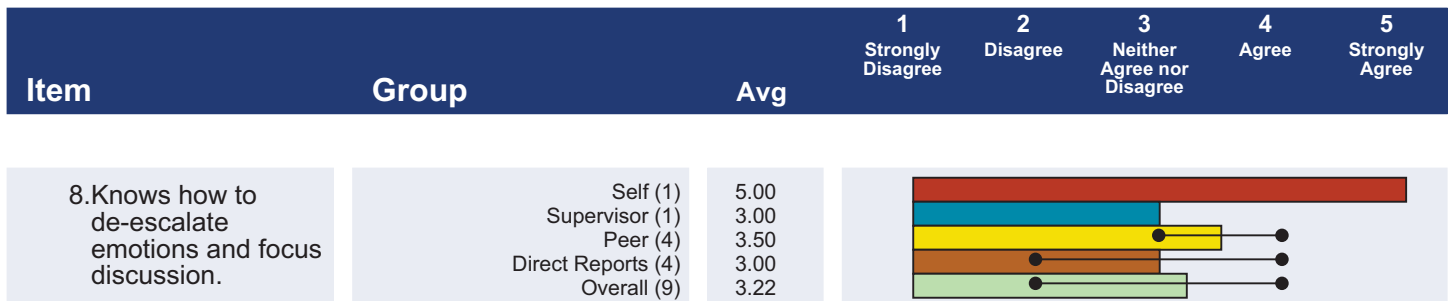 1 2 3 4 5
Strongly Disagree Neither Agree Strongly
Disagree Agree nor Agree
Disagree
Item Group Avg
8.Knows how to Self (1) 5.00
de-escalate Supervisor (1) 3.00
emotions and focus Peer (4) 3.50
discussion. Direct Reports (4) 3.00
Overall (9) 3.22